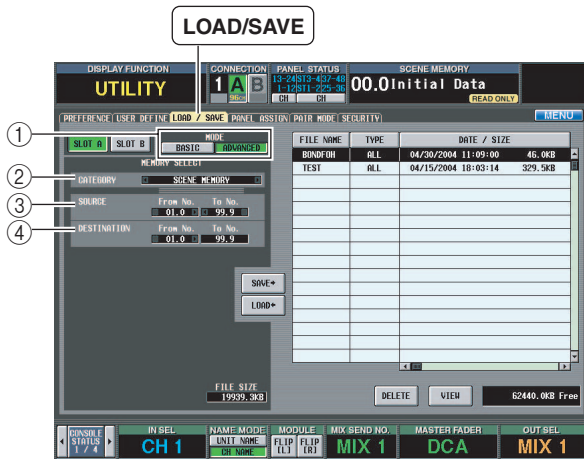 LOAD/SAVE
DISPLAY FUNCTION
UTILITY
CONNECTION
1 A B
96k
PANEL STATUS
13-24 ST3-4 37-48
1-12 ST1-2 25-36
CH CH
SCENE MEMORY
00.0 Initial Data
READ ONLY
PREFERENCE USER DEFINE LOAD / SAVE PANEL ASSIGN PAIR MODE SECURITY
MENU
1
SLOT A SLOT B
MODE
BASIC ADVANCED
MEMORY SELECT
2
CATEGORY SCENE MEMORY
3
SOURCE From No. To No.
01.0 99.9
4
DESTINATION From No. To No.
01.0 99.9
SAVE
LOAD
FILE SIZE
19939.3KB
FILE NAME TYPE DATE / SIZE
BONDFOH ALL 04/30/2004 11:09:00 46.0KB
TEST ALL 04/15/2004 18:03:14 329.5KB
DELETE VIEW 62440.0KB Free
CONSOLE STATUS 1 / 4
IN SEL
CH 1
NAME MODE
UNIT NAME
CH NAME
MODULE
FLIP [L] FLIP [R]
MIX SEND NO.
MIX 1
MASTER FADER
DCA
OUT SEL
MIX 1